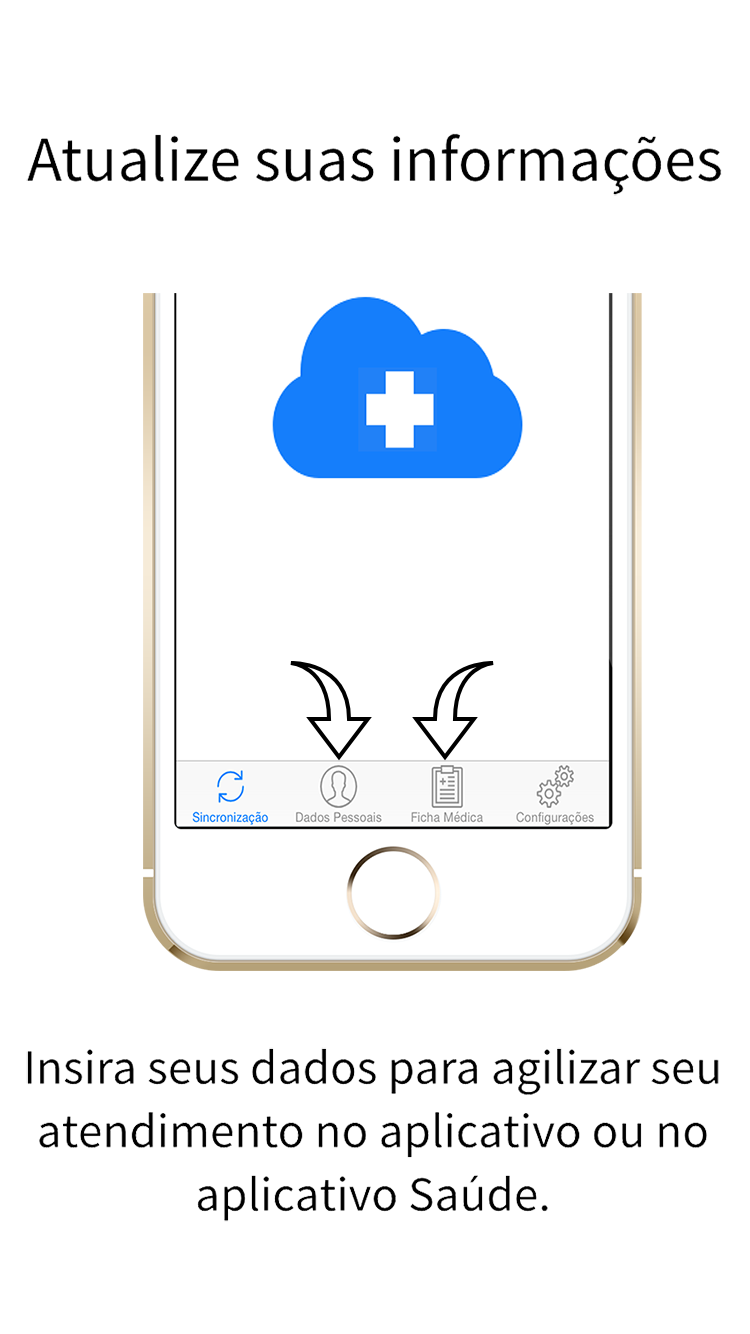 Atualize suas informações
Sincronização
Dados Pessoais
Ficha Médica
Configurações
Insira seus dados para agilizar seu
atendimento no aplicativo ou no
aplicativo Saúde.